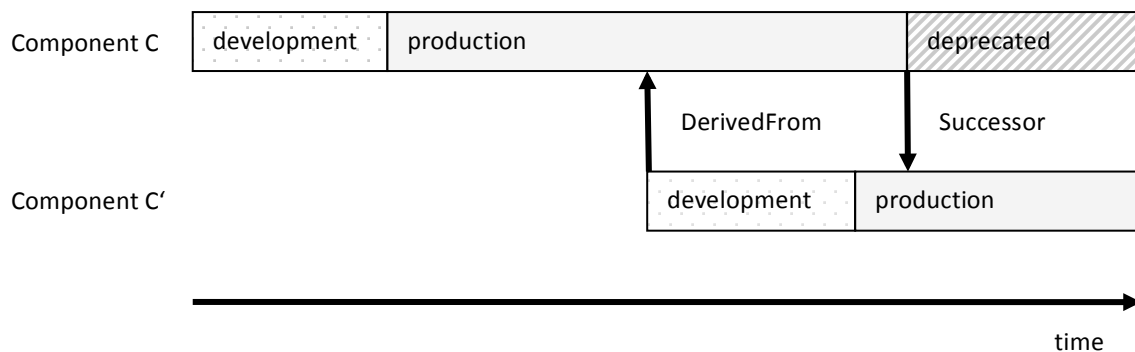 Component C
development
production
deprecated
DerivedFrom
Successor
Component C‘
development
production
time